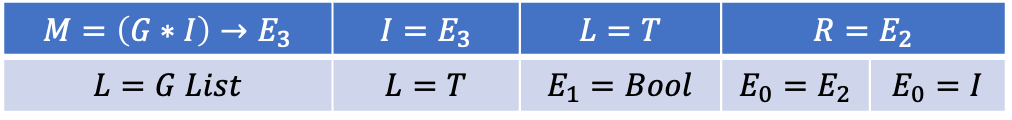 M = (G * I) → E₃ I = E₃ L = T R = E₂
L = G List L = T E₁ = Bool E₀ = E₂ E₀ = I